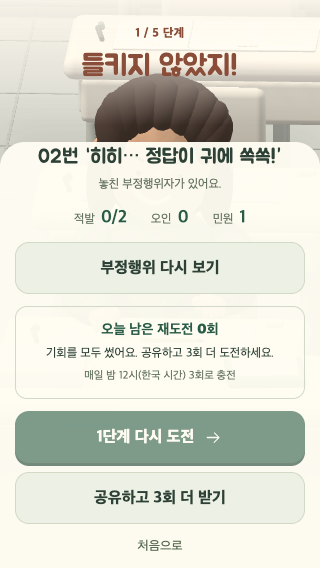 1 / 5 단계
들키지 않았지!
02번 ‘히히… 정답이 귀에 쏙쏙!’
놓친 부정행위자가 있어요.
적발 0/2 오인 0 민원 1
부정행위 다시 보기
오늘 남은 재도전 0회
기회를 모두 썼어요. 공유하고 3회 더 도전하세요.
매일 밤 12시(한국 시간) 3회로 충전
1단계 다시 도전 →
공유하고 3회 더 받기
처음으로